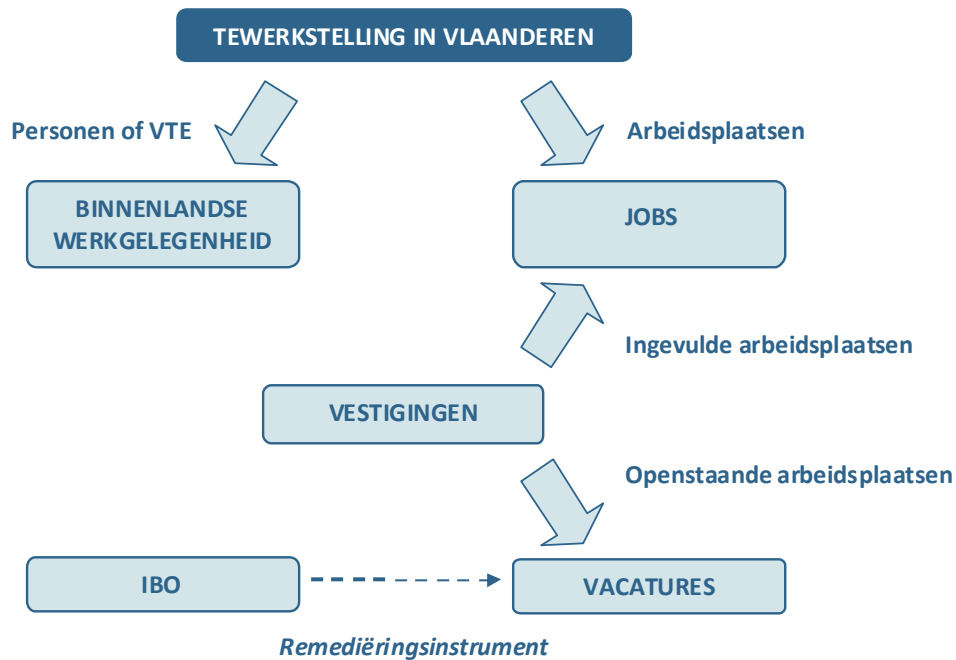 TEWERKSTELLING IN VLAANDEREN
Personen of VTE
Arbeidsplaatsen
BINNENLANDSE
WERKGELEGENHEID
JOBS
Ingevulde arbeidsplaatsen
VESTIGINGEN
Openstaande arbeidsplaatsen
IBO
VACATURES
Remediëringsinstrument